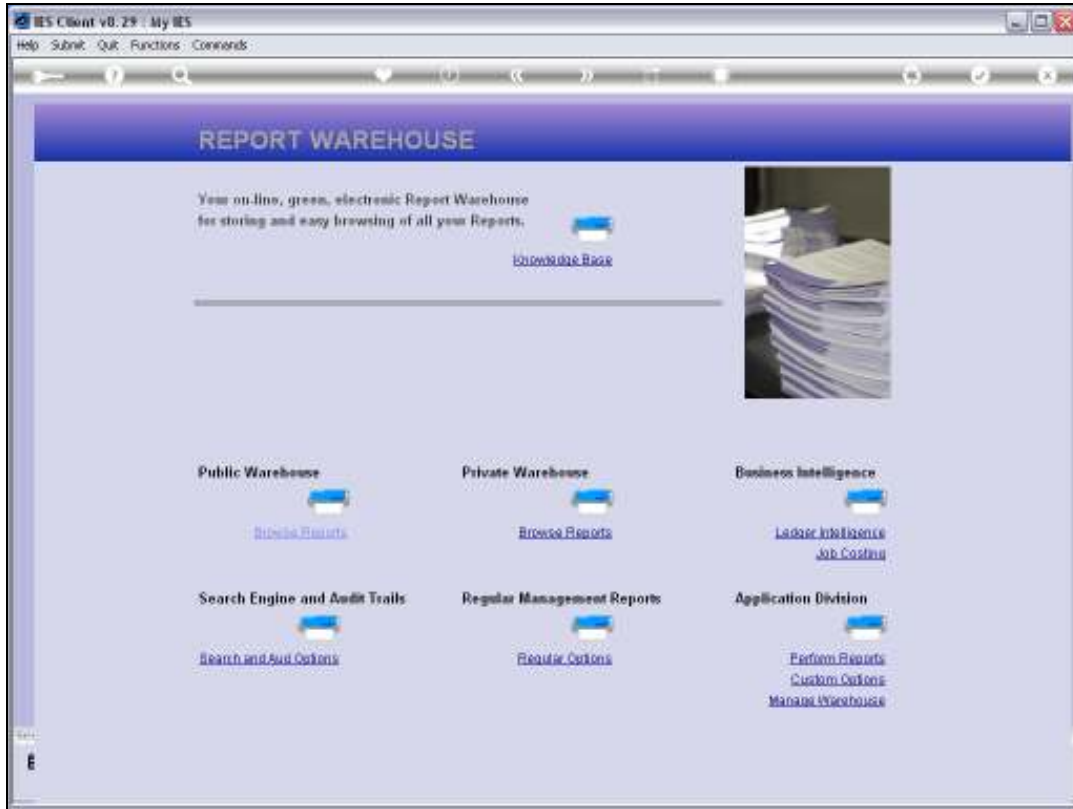 IES Client v8.29 : My IES
Help Submit Quit Functions Commands
REPORT WAREHOUSE
Your on-line, green, electronic Report Warehouse
for storing and easy browsing of all your Reports.
Knowledge Base
Public Warehouse
Browse Reports
Private Warehouse
Browse Reports
Business Intelligence
Ledger Intelligence
Job Costing
Search Engine and Audit Trails
Search and Aud Options
Regular Management Reports
Regular Options
Application Division
Perform Reports
Custom Options
Manage Warehouse